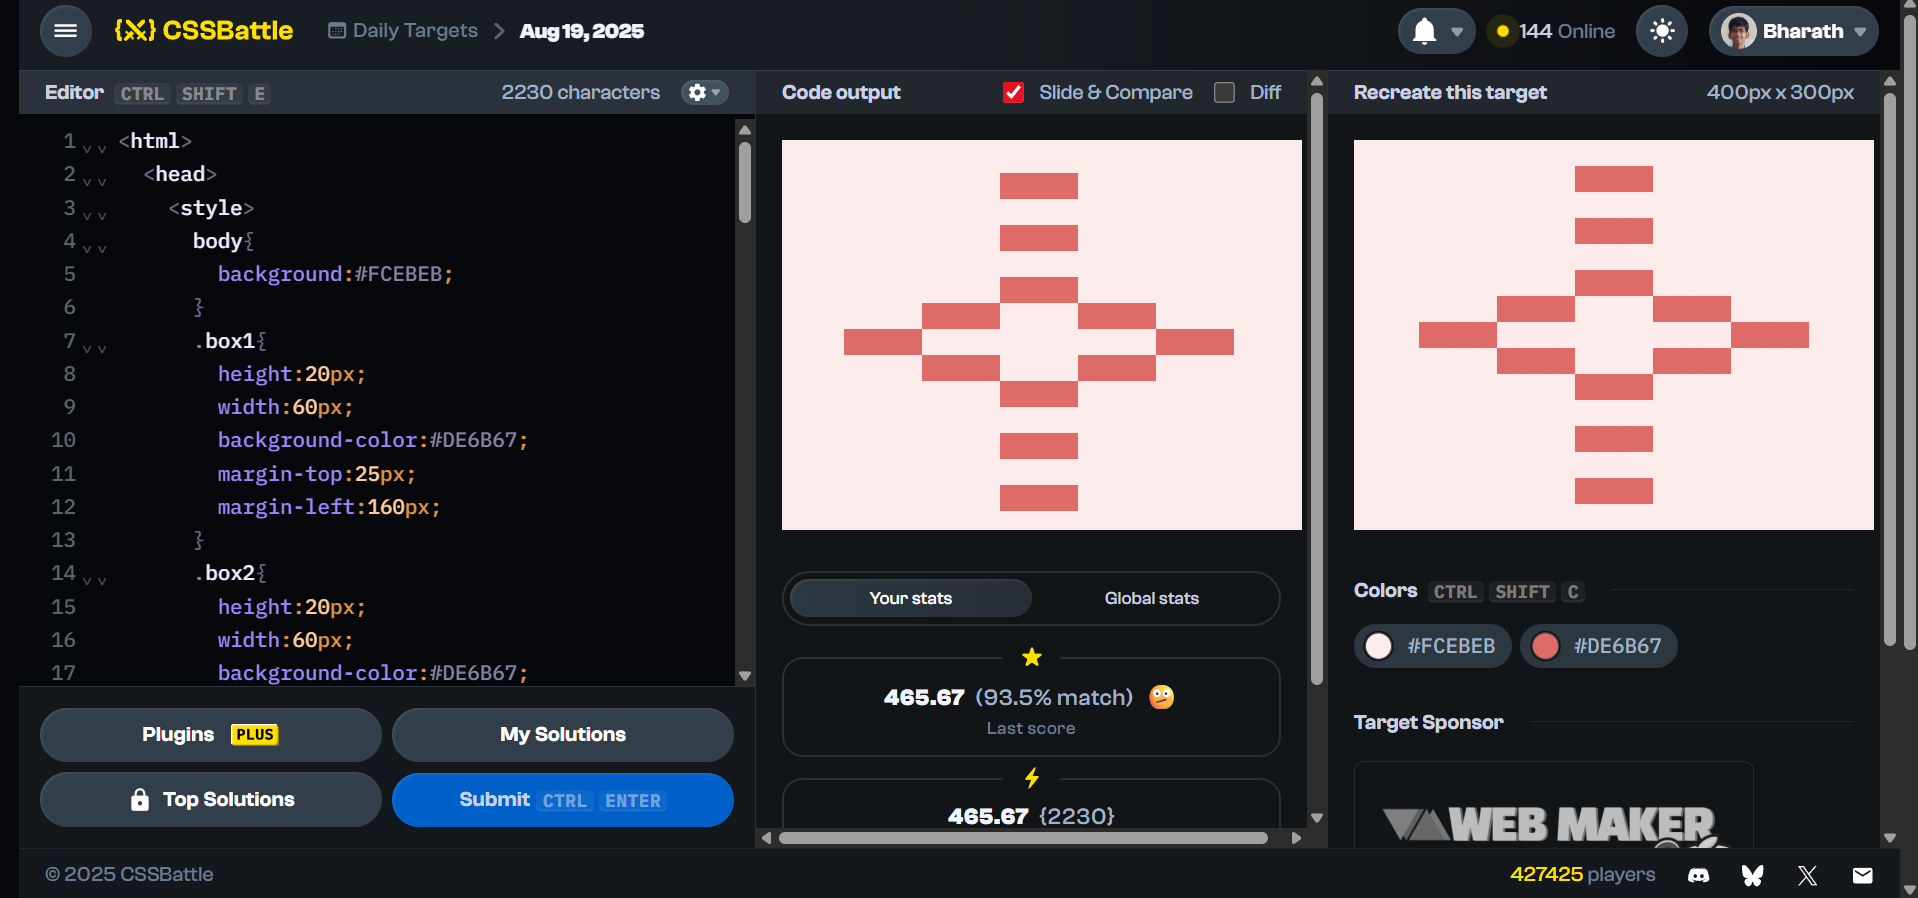 {X} CSSBattle
Daily Targets
Aug 19, 2025
144 Online
Bharath
Editor CTRL SHIFT E
2230 characters
Code output
Slide & Compare
Diff
Recreate this target
400px x 300px
1 <html>
2 <head>
3 <style>
4 body{
5 background:#FCEBEB;
6 }
7 .box1{
8 height:20px;
9 width:60px;
10 background-color:#DE6B67;
11 margin-top:25px;
12 margin-left:160px;
13 }
14 .box2{
15 height:20px;
16 width:60px;
17 background-color:#DE6B67;
Plugins PLUS
My Solutions
Top Solutions
Submit CTRL ENTER
Your stats
Global stats
465.67 (93.5% match)
Last score
465.67 {2230}
Colors CTRL SHIFT C
#FCEBEB
#DE6B67
Target Sponsor
WEB MAKER
© 2025 CSSBattle
427425 players